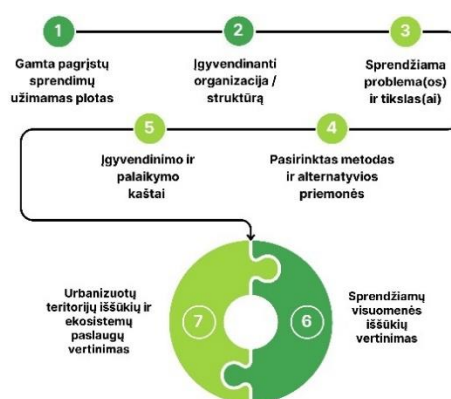 1
Gamta pagrįstų
sprendimų
užimamas plotas
2
Įgyvendinanti
organizacija /
struktūrą
3
Sprendžiama
problema(os)
ir tikslas(ai)
4
Pasirinktas metodas
ir alternatyvios
priemonės
5
Įgyvendinimo ir
palaikymo
kaštai
6
Sprendžiamų
visuomenės
iššūkių
vertinimas
7
Urbanizuotų
teritorijų iššūkių ir
ekosistemų
paslaugų
vertinimas